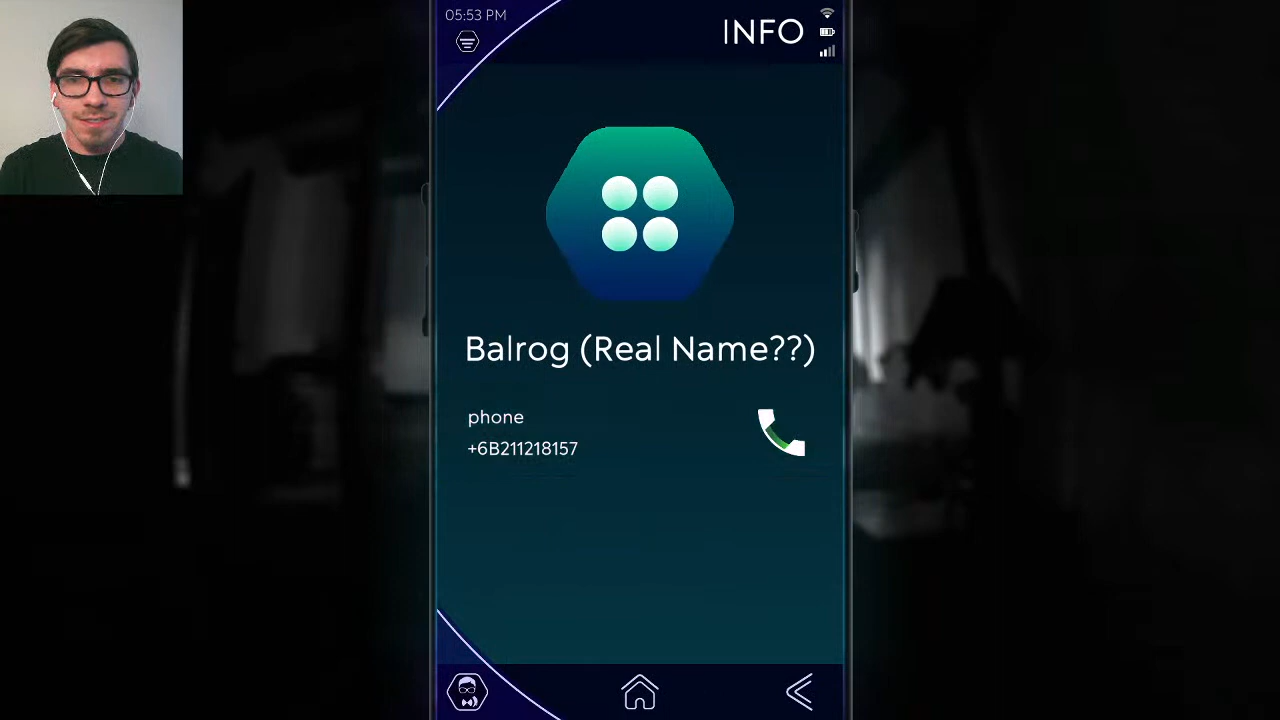 05:53 PM
INFO
Balrog (Real Name??)
phone
+6B211218157